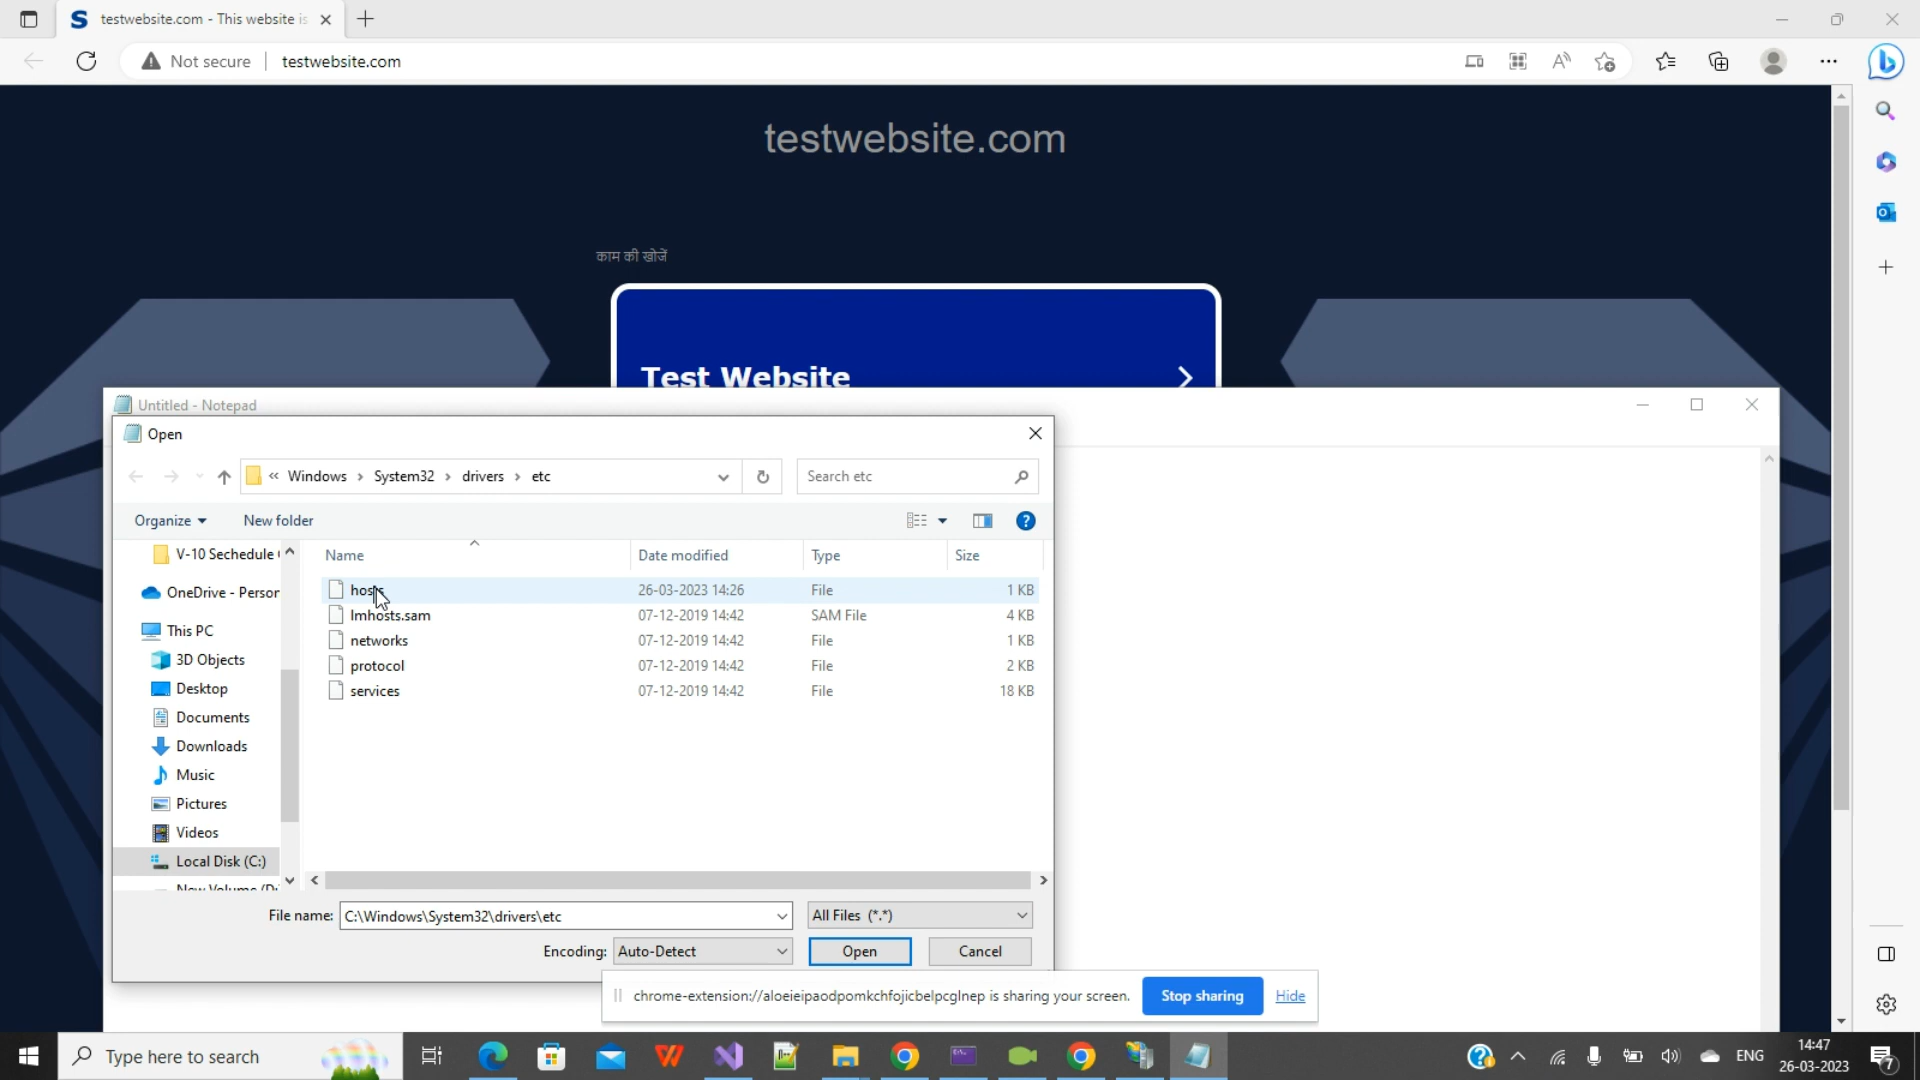 testwebsite.com - This website is
Not secure
testwebsite.com
testwebsite.com
काम की खोजें
Test Website
Untitled - Notepad
Open
« Windows › System32 › drivers › etc
Search etc
Organize
New folder
Name
Date modified
Type
Size
V-10 Sechedule
OneDrive - Person
This PC
3D Objects
Desktop
Documents
Downloads
Music
Pictures
Videos
Local Disk (C:)
hosts 26-03-2023 14:26 File 1 KB
lmhosts.sam 07-12-2019 14:42 SAM File 4 KB
networks 07-12-2019 14:42 File 1 KB
protocol 07-12-2019 14:42 File 2 KB
services 07-12-2019 14:42 File 18 KB
File name: C:\Windows\System32\drivers\etc
All Files (*.*)
Encoding: Auto-Detect
Open
Cancel
chrome-extension://aloeieipaodpomkchfojicbelpcglnep is sharing your screen.
Stop sharing
Hide
Type here to search
ENG
14:47
26-03-2023
7